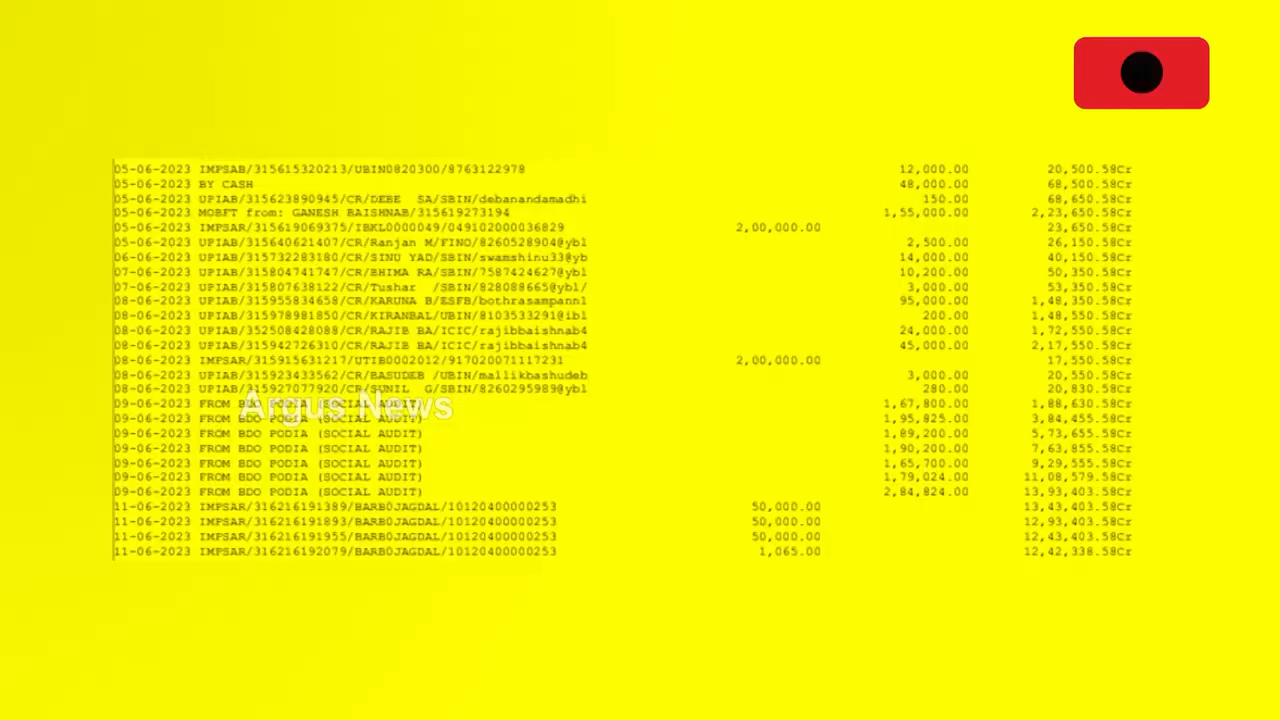 05-06-2023 IMPSAB/315615320213/UBIN0820300/8763122978 12,000.00 20,500.58Cr
05-06-2023 BY CASH 48,000.00 68,500.58Cr
05-06-2023 UPIAB/315623890945/CR/DEBE SA/SBIN/debanandamadhi 150.00 68,650.58Cr
05-06-2023 MOBFT from: GANESH BAISHNAB/315619273194 1,55,000.00 2,23,650.58Cr
05-06-2023 IMPSAR/315619069375/IBKL0000049/049102000036829 2,00,000.00 23,650.58Cr
05-06-2023 UPIAB/315640621407/CR/Ranjan M/FINO/8260528904@ybl 2,500.00 26,150.58Cr
06-06-2023 UPIAB/315732283180/CR/SINU YAD/SBIN/swamshinu33@yb 14,000.00 40,150.58Cr
07-06-2023 UPIAB/315804741747/CR/BHIMA RA/SBIN/7587424627@ybl 10,200.00 50,350.58Cr
07-06-2023 UPIAB/315807638122/CR/Tushar /SBIN/828088665@ybl/ 3,000.00 53,350.58Cr
08-06-2023 UPIAB/315955834658/CR/KARUNA B/ESFB/bothrasampannl 95,000.00 1,48,350.58Cr
08-06-2023 UPIAB/315978981850/CR/KIRANBAL/UBIN/8103533291@ibl 200.00 1,48,550.58Cr
08-06-2023 UPIAB/352508428088/CR/RAJIB BA/ICIC/rajibbaishnab4 24,000.00 1,72,550.58Cr
08-06-2023 UPIAB/315942726310/CR/RAJIB BA/ICIC/rajibbaishnab4 45,000.00 2,17,550.58Cr
08-06-2023 IMPSAR/315915631217/UTIB0002012/917020071117231 2,00,000.00 17,550.58Cr
08-06-2023 UPIAB/315923433562/CR/BASUDEB /UBIN/mallikbashudeb 3,000.00 20,550.58Cr
08-06-2023 UPIAB/315927077920/CR/SUNIL G/SBIN/8260295989@ybl 280.00 20,830.58Cr
09-06-2023 FROM BDO PODIA (SOCIAL AUDIT) 1,67,800.00 1,88,630.58Cr
Argus News
09-06-2023 FROM BDO PODIA (SOCIAL AUDIT) 1,95,825.00 3,84,455.58Cr
09-06-2023 FROM BDO PODIA (SOCIAL AUDIT) 1,89,200.00 5,73,655.58Cr
09-06-2023 FROM BDO PODIA (SOCIAL AUDIT) 1,90,200.00 7,63,855.58Cr
09-06-2023 FROM BDO PODIA (SOCIAL AUDIT) 1,65,700.00 9,29,555.58Cr
09-06-2023 FROM BDO PODIA (SOCIAL AUDIT) 1,79,024.00 11,08,579.58Cr
09-06-2023 FROM BDO PODIA (SOCIAL AUDIT) 2,84,824.00 13,93,403.58Cr
11-06-2023 IMPSAR/316216191389/BARB0JAGDAL/10120400000253 50,000.00 13,43,403.58Cr
11-06-2023 IMPSAR/316216191893/BARB0JAGDAL/10120400000253 50,000.00 12,93,403.58Cr
11-06-2023 IMPSAR/316216191955/BARB0JAGDAL/10120400000253 50,000.00 12,43,403.58Cr
11-06-2023 IMPSAR/316216192079/BARB0JAGDAL/10120400000253 1,065.00 12,42,338.58Cr